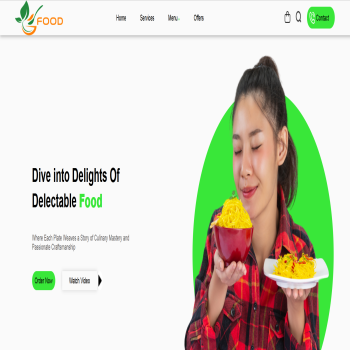 FOOD
Home Services Menu Offers Contact
Dive into Delights Of
Delectable Food
Where Each Plate Weaves a Story of Culinary Mastery and
Passionate Craftsmanship
Order Now Watch Video